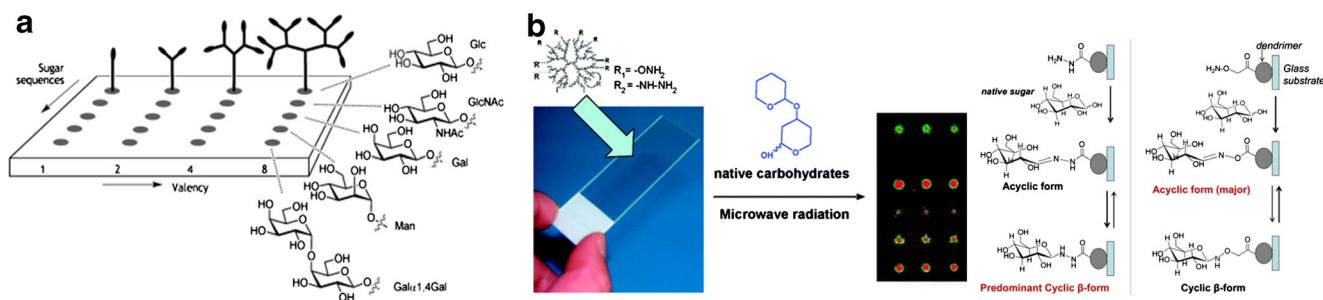 a
Sugar
sequences
1
2
4
8
Valency
Glc
GlcNAc
NHAc
Gal
Man
Galα1,4Gal
b
R₁= -ONH₂
R₂= -NH-NH₂
native carbohydrates
Microwave radiation
native sugar
Acyclic form
Predominant Cyclic β-form
dendrimer
Glass
substrate
Acyclic form (major)
Cyclic β-form